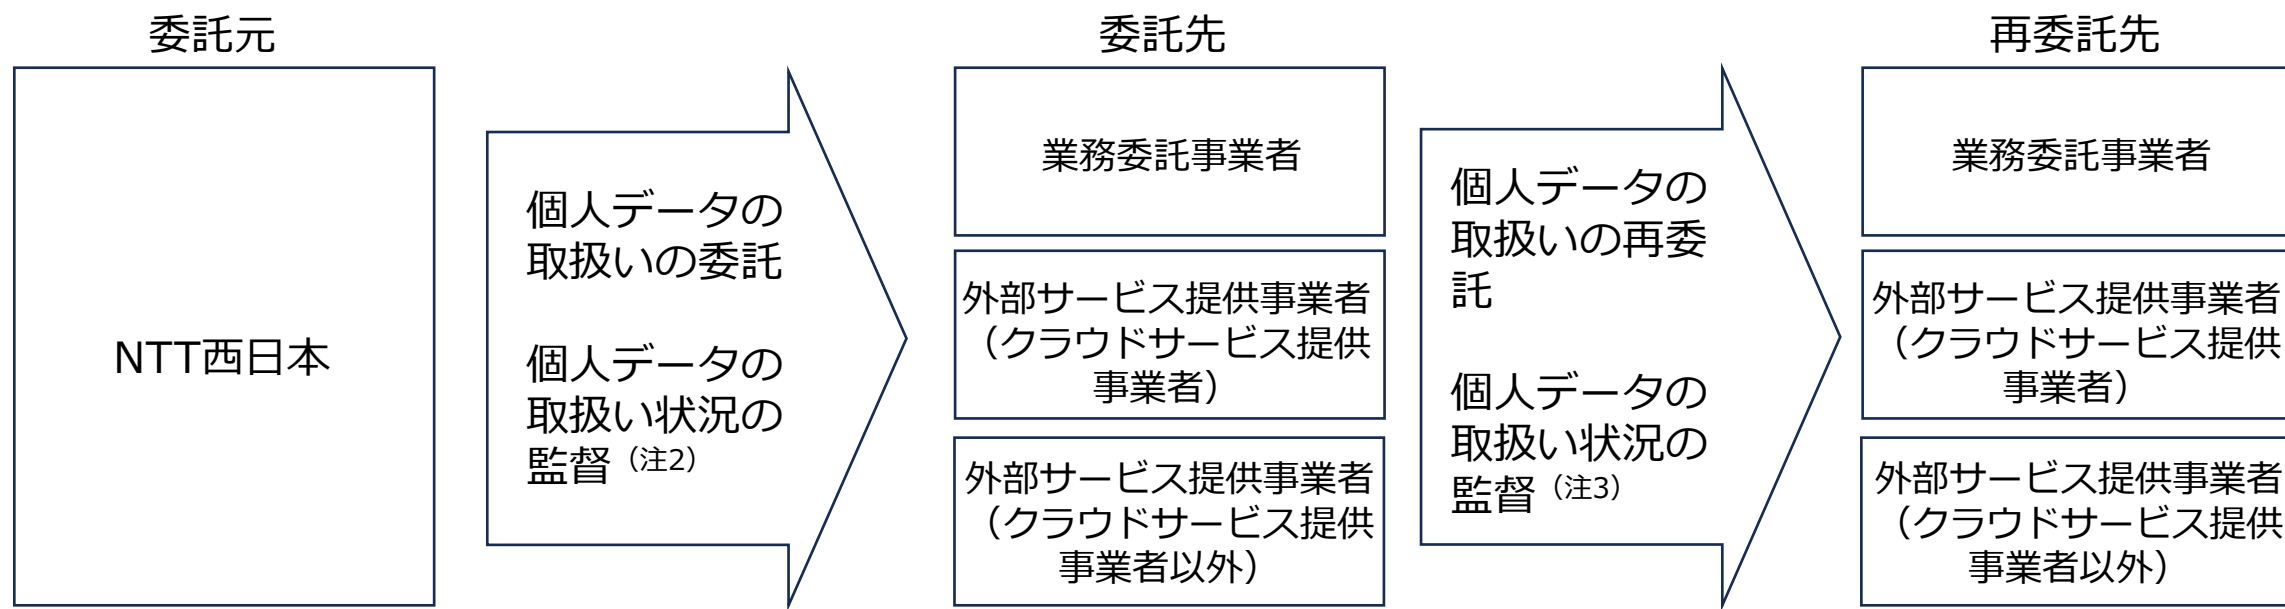 委託元
委託先
再委託先
NTT西日本
個人データの
取扱いの委託
個人データの
取扱い状況の
監督（注2）
業務委託事業者
外部サービス提供事業者
（クラウドサービス提供
事業者）
外部サービス提供事業者
（クラウドサービス提供
事業者以外）
個人データの
取扱いの再委
託
個人データの
取扱い状況の
監督（注3）
業務委託事業者
外部サービス提供事業者
（クラウドサービス提供
事業者）
外部サービス提供事業者
（クラウドサービス提供
事業者以外）